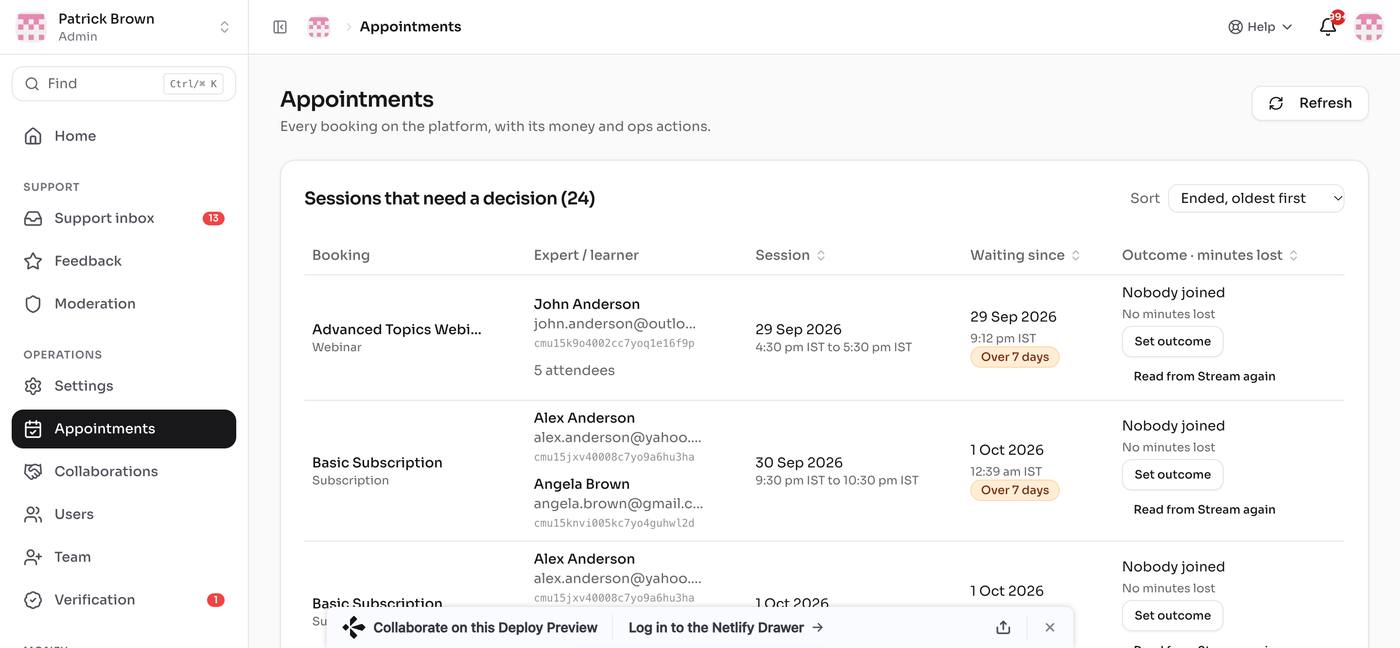 Patrick Brown
Admin
Find
Ctrl/⌘ K
Home
SUPPORT
Support inbox 13
Feedback
Moderation
OPERATIONS
Settings
Appointments
Collaborations
Users
Team
Verification 1
Appointments
Help
99+
Appointments
Every booking on the platform, with its money and ops actions.
Refresh
Sessions that need a decision (24)
Sort Ended, oldest first
Booking Expert / learner Session Waiting since Outcome · minutes lost
Advanced Topics Webi...
Webinar
John Anderson
john.anderson@outlo...
cmu15k9o4002cc7yoq1e16f9p
5 attendees
29 Sep 2026
4:30 pm IST to 5:30 pm IST
29 Sep 2026
9:12 pm IST
Over 7 days
Nobody joined
No minutes lost
Set outcome
Read from Stream again
Basic Subscription
Subscription
Alex Anderson
alex.anderson@yahoo....
cmu15jxv40008c7yo9a6hu3ha
Angela Brown
angela.brown@gmail.c...
cmu15knvi005kc7yo4guhwl2d
30 Sep 2026
9:30 pm IST to 10:30 pm IST
1 Oct 2026
12:39 am IST
Over 7 days
Nobody joined
No minutes lost
Set outcome
Read from Stream again
Basic Subscription
Alex Anderson
alex.anderson@yahoo....
cmu15jxv40008c7yo9a6hu3ha
1 Oct 2026
1 Oct 2026
Nobody joined
No minutes lost
Set outcome
Collaborate on this Deploy Preview
Log in to the Netlify Drawer →